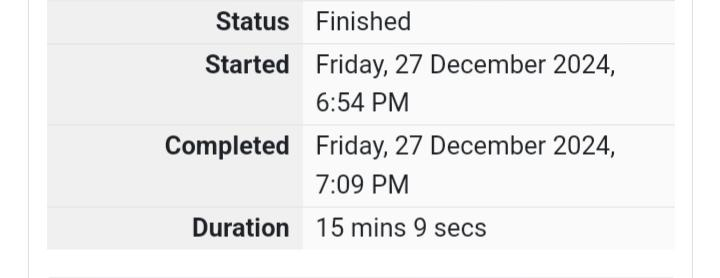 Status Finished
Started Friday, 27 December 2024,
6:54 PM
Completed Friday, 27 December 2024,
7:09 PM
Duration 15 mins 9 secs